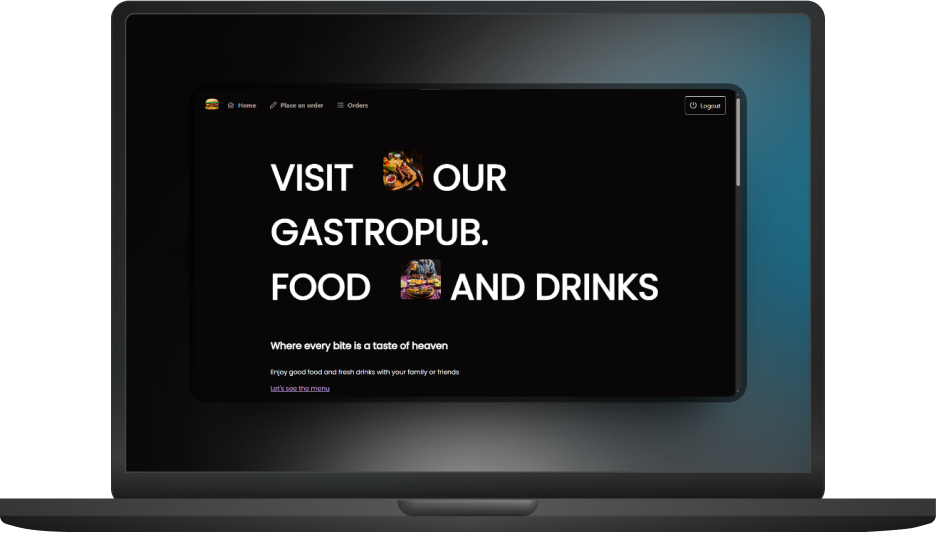 Home Place an order Orders Logout
VISIT OUR
GASTROPUB.
FOOD AND DRINKS
Where every bite is a taste of heaven
Enjoy good food and fresh drinks with your family or friends
Let's see the menu